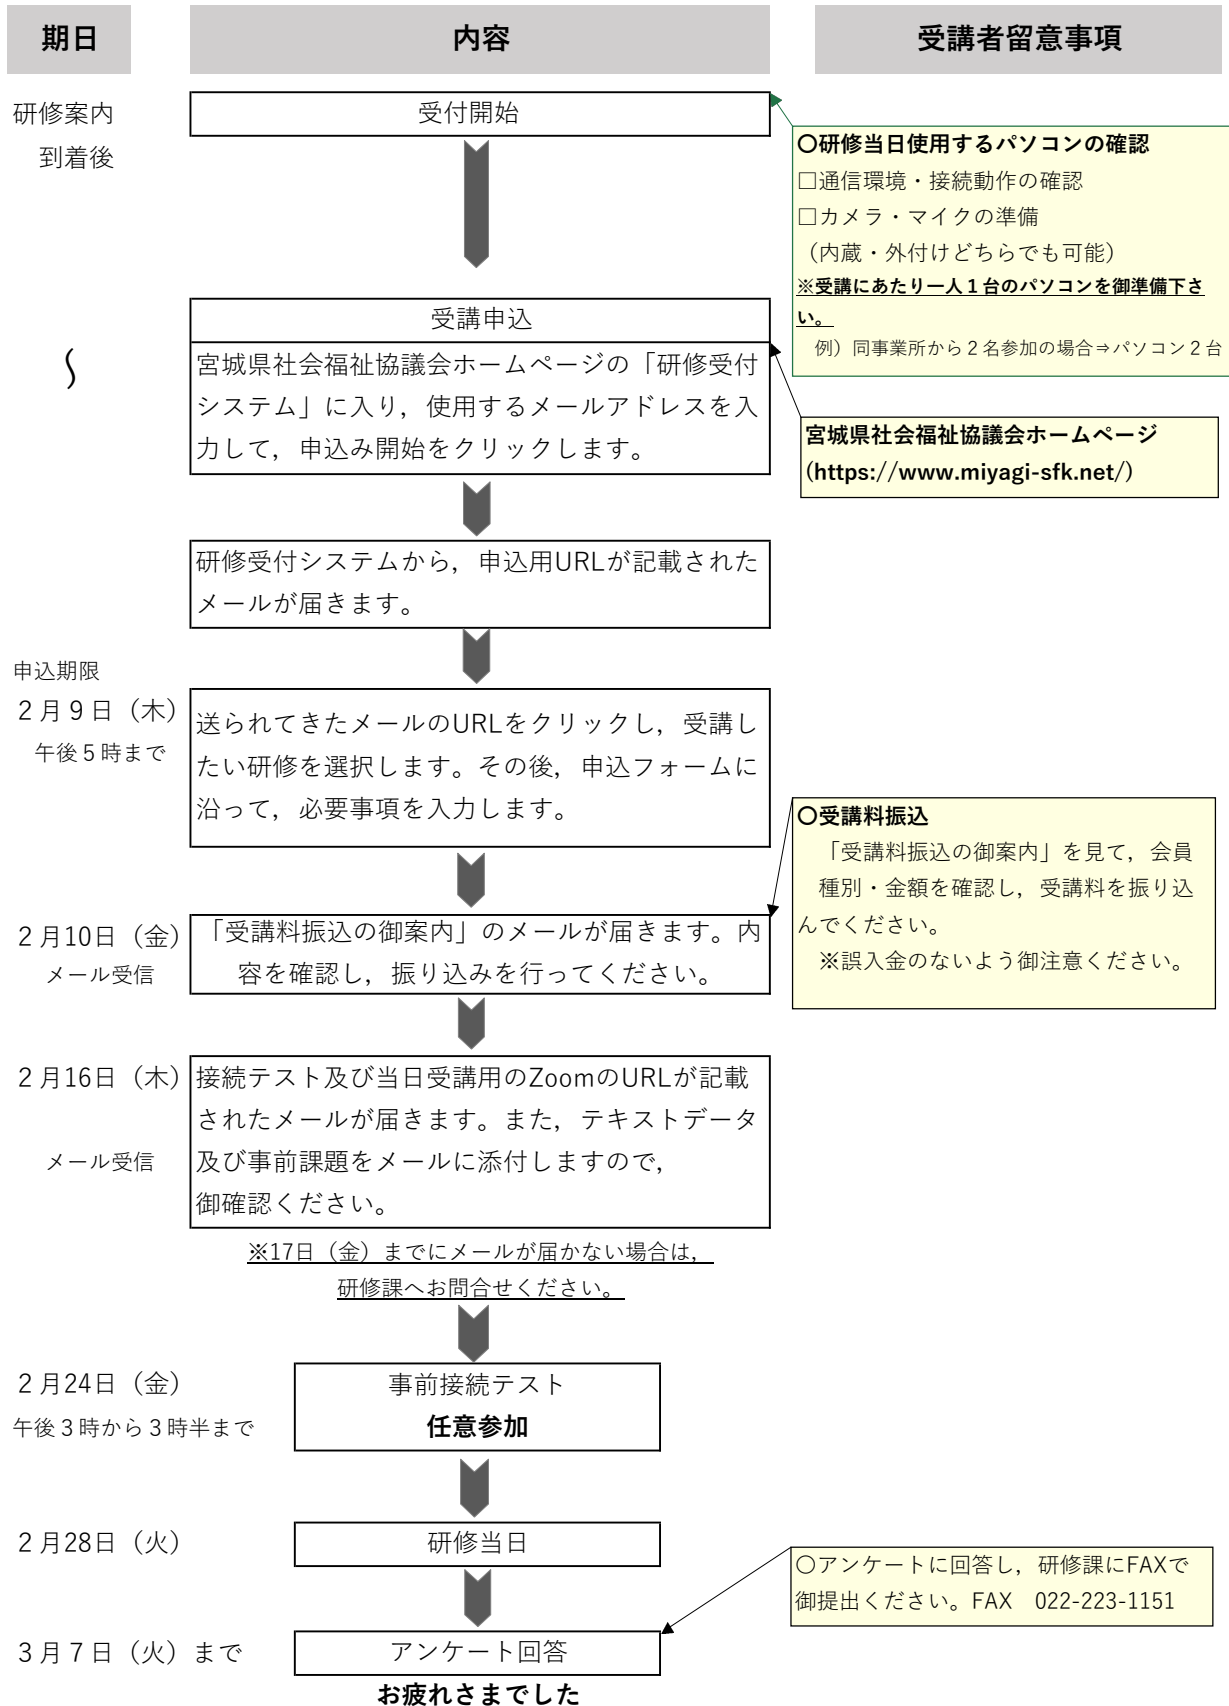 期日
内容
受講者留意事項
研修案内
到着後
受付開始
〇研修当日使用するパソコンの確認
□通信環境・接続動作の確認
□カメラ・マイクの準備
（内蔵・外付けどちらでも可能）
※受講にあたり一人１台のパソコンを御準備下さ
い。
例）同事業所から２名参加の場合⇒パソコン２台
受講申込
〜
宮城県社会福祉協議会ホームページの「研修受付
システム」に入り，使用するメールアドレスを入
力して，申込み開始をクリックします。
宮城県社会福祉協議会ホームページ
(https://www.miyagi-sfk.net/)
研修受付システムから，申込用URLが記載された
メールが届きます。
申込期限
２月９日（木）
午後５時まで
送られてきたメールのURLをクリックし，受講し
たい研修を選択します。その後，申込フォームに
沿って，必要事項を入力します。
〇受講料振込
「受講料振込の御案内」を見て，会員
種別・金額を確認し，受講料を振り込
んでください。
※誤入金のないよう御注意ください。
２月10日（金）
メール受信
「受講料振込の御案内」のメールが届きます。内
容を確認し，振り込みを行ってください。
２月16日（木）
メール受信
接続テスト及び当日受講用のZoomのURLが記載
されたメールが届きます。また，テキストデータ
及び事前課題をメールに添付しますので，
御確認ください。
※17日（金）までにメールが届かない場合は，
研修課へお問合せください。
２月24日（金）
午後３時から３時半まで
事前接続テスト
任意参加
２月28日（火）
研修当日
〇アンケートに回答し，研修課にFAXで
御提出ください。FAX　022-223-1151
３月７日（火）まで
アンケート回答
お疲れさまでした